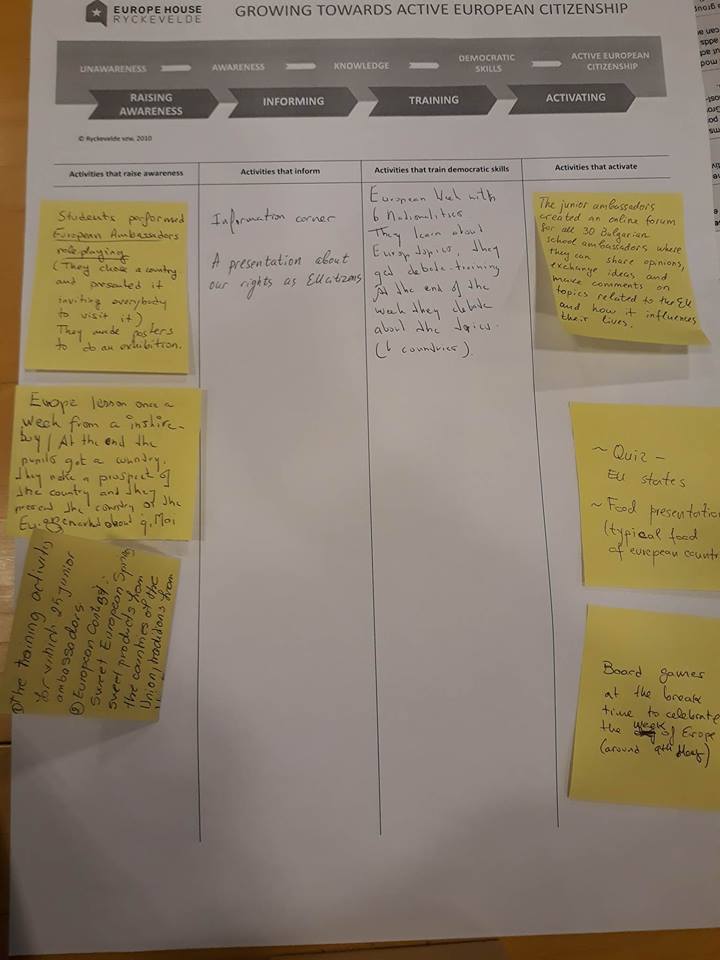 EUROPE HOUSE
RYCKEVELDE
GROWING TOWARDS ACTIVE EUROPEAN CITIZENSHIP
UNAWARENESS
AWARENESS
KNOWLEDGE
DEMOCRATIC
SKILLS
ACTIVE EUROPEAN
CITIZENSHIP
RAISING
AWARENESS
INFORMING
TRAINING
ACTIVATING
© Ryckevelde vzw, 2010
Activities that raise awareness
Students performed
European Ambassadors
role-playing
(They chose a country
and presented it
inviting everybody
to visit it)
They made posters
to do an exhibition.
Europe lesson once a
week from a
/ At the end the
pupils got a country.
They make a prospect of
the country and they
present the country at the
about 9. Mai
① The training activity
for which 25 junior
ambassadors
② European Contest:
Sweet European Spring
sweet products from
the countries of the
Union, traditions from
Activities that inform
Information corner
A presentation about
our rights as EU citizens
Activities that train democratic skills
European Week with
6 Nationalities
They learn about
Europ topics, they
get debate-training
At the end of the
week they debate
about the topics.
(6 countries).
Activities that activate
The junior ambassadors
created an online forum
for all 30 Bulgarian
school ambassadors where
they can share opinions,
exchange ideas and
make comments on
topics related to the EU
and how it influences
their lives.
~ Quiz -
EU states
~ Food presentatio
(typical food
of european countr
Board games
at the break
time to celebrate
the week of Europe
(around 9th May)